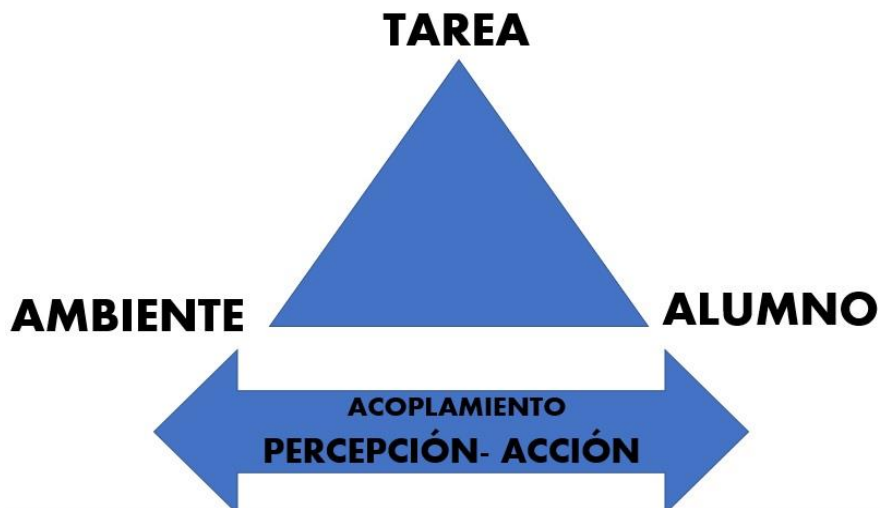 TAREA
AMBIENTE
ALUMNO
ACOPLAMIENTO
PERCEPCIÓN- ACCIÓN